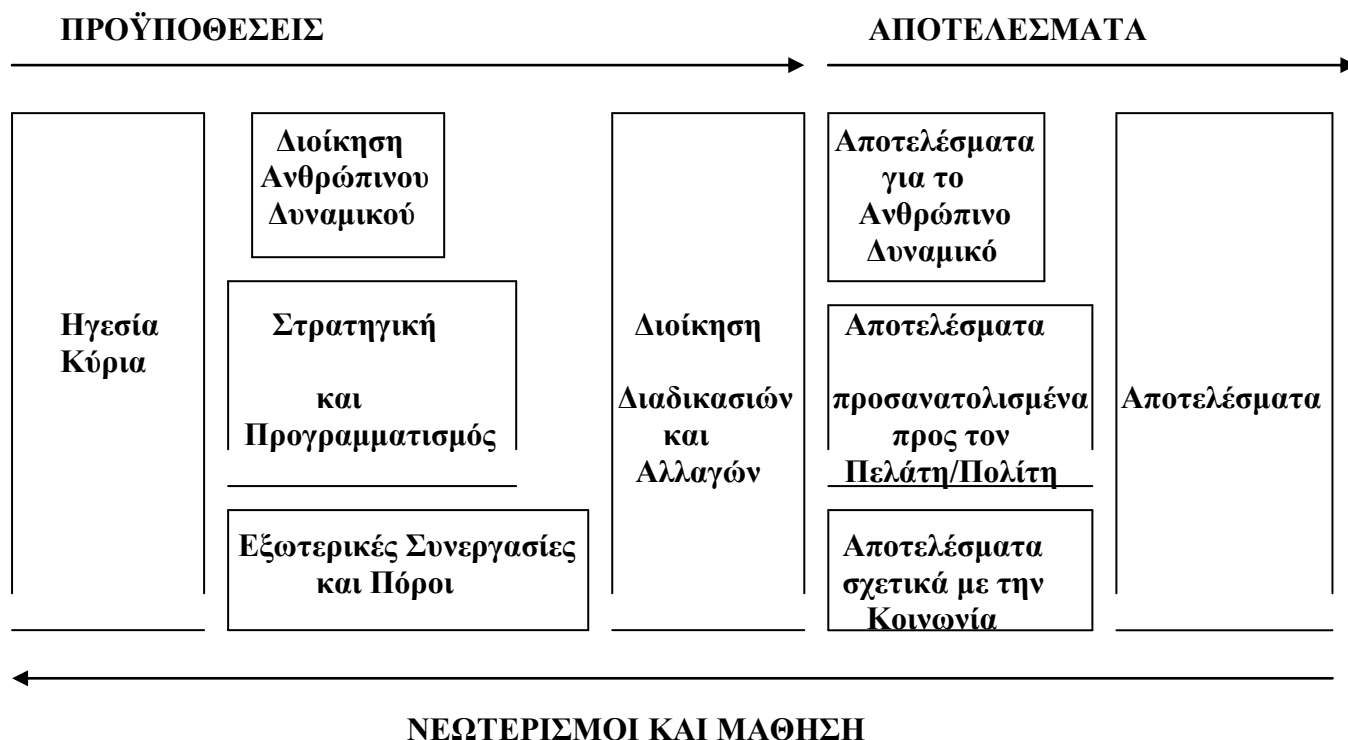 ΠΡΟΫΠΟΘΕΣΕΙΣ
ΑΠΟΤΕΛΕΣΜΑΤΑ
Ηγεσία
Κύρια
Διοίκηση
Ανθρώπινου
Δυναμικού
Στρατηγική
και
Προγραμματισμός
Εξωτερικές Συνεργασίες
και Πόροι
Διοίκηση
Διαδικασιών
και
Αλλαγών
Αποτελέσματα
για το
Ανθρώπινο
Δυναμικό
Αποτελέσματα
προσανατολισμένα
προς τον
Πελάτη/Πολίτη
Αποτελέσματα
σχετικά με την
Κοινωνία
Αποτελέσματα
ΝΕΩΤΕΡΙΣΜΟΙ ΚΑΙ ΜΑΘΗΣΗ